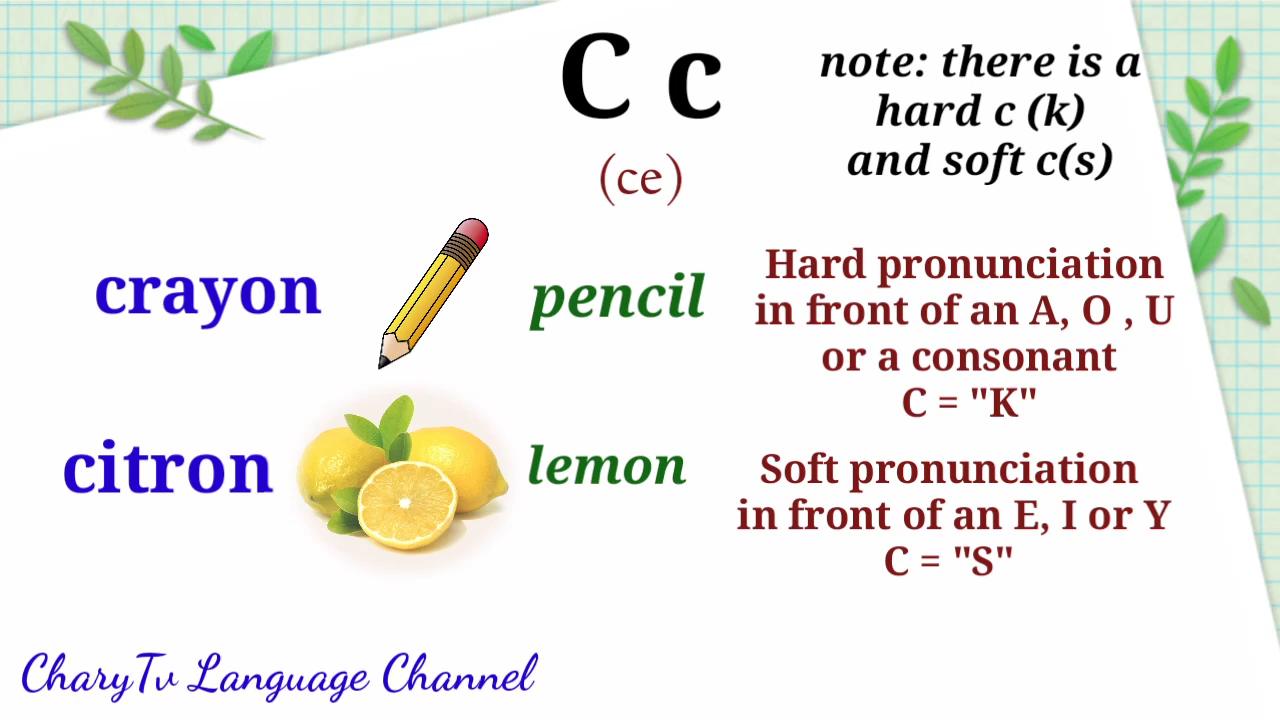 C c
(ce)
note: there is a
hard c (k)
and soft c(s)
crayon
pencil
Hard pronunciation
in front of an A, O , U
or a consonant
C = "K"
citron
lemon
Soft pronunciation
in front of an E, I or Y
C = "S"
CharyTv Language Channel